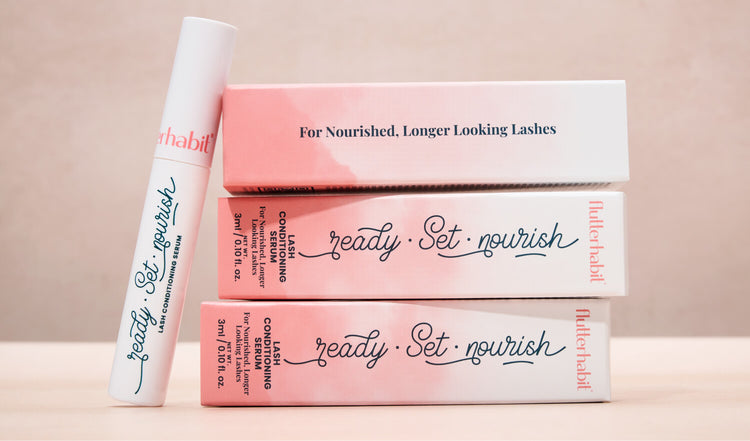 erhabit
ready · Set · nourish
LASH CONDITIONING SERUM
For Nourished, Longer Looking Lashes
LASH
CONDITIONING
SERUM
For Nourished, Longer
Looking Lashes
NET WT.
3ml / 0.10 fl. oz.
ready · Set · nourish
flutterhabit
LASH
CONDITIONING
SERUM
For Nourished, Longer
Looking Lashes
NET WT.
3ml / 0.10 fl. oz.
ready · Set · nourish
flutterhabit